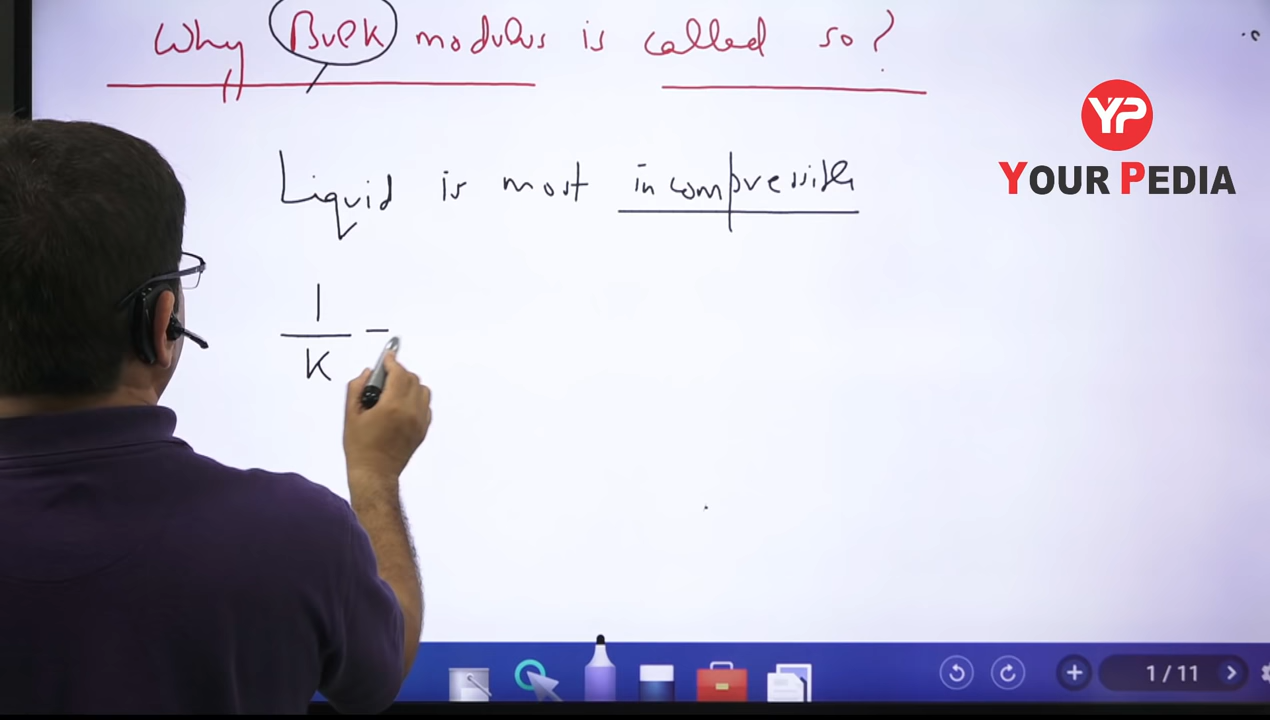 Why Bulk modulus is called so?
YP
YOUR PEDIA
Liquid is most incompressible
1
K
=
1/11